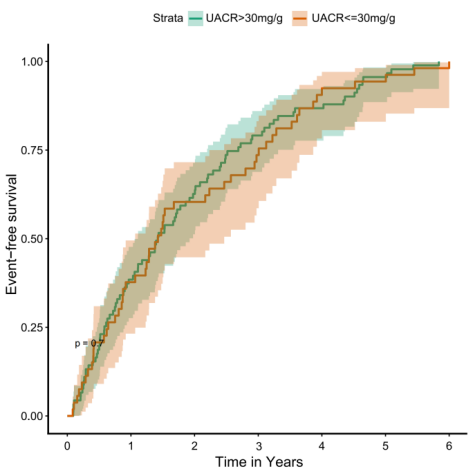 Strata UACR>30mg/g UACR<=30mg/g
1.00
0.75
0.50
0.25
0.00
p = 0.7
Event−free survival
0 1 2 3 4 5 6
Time in Years